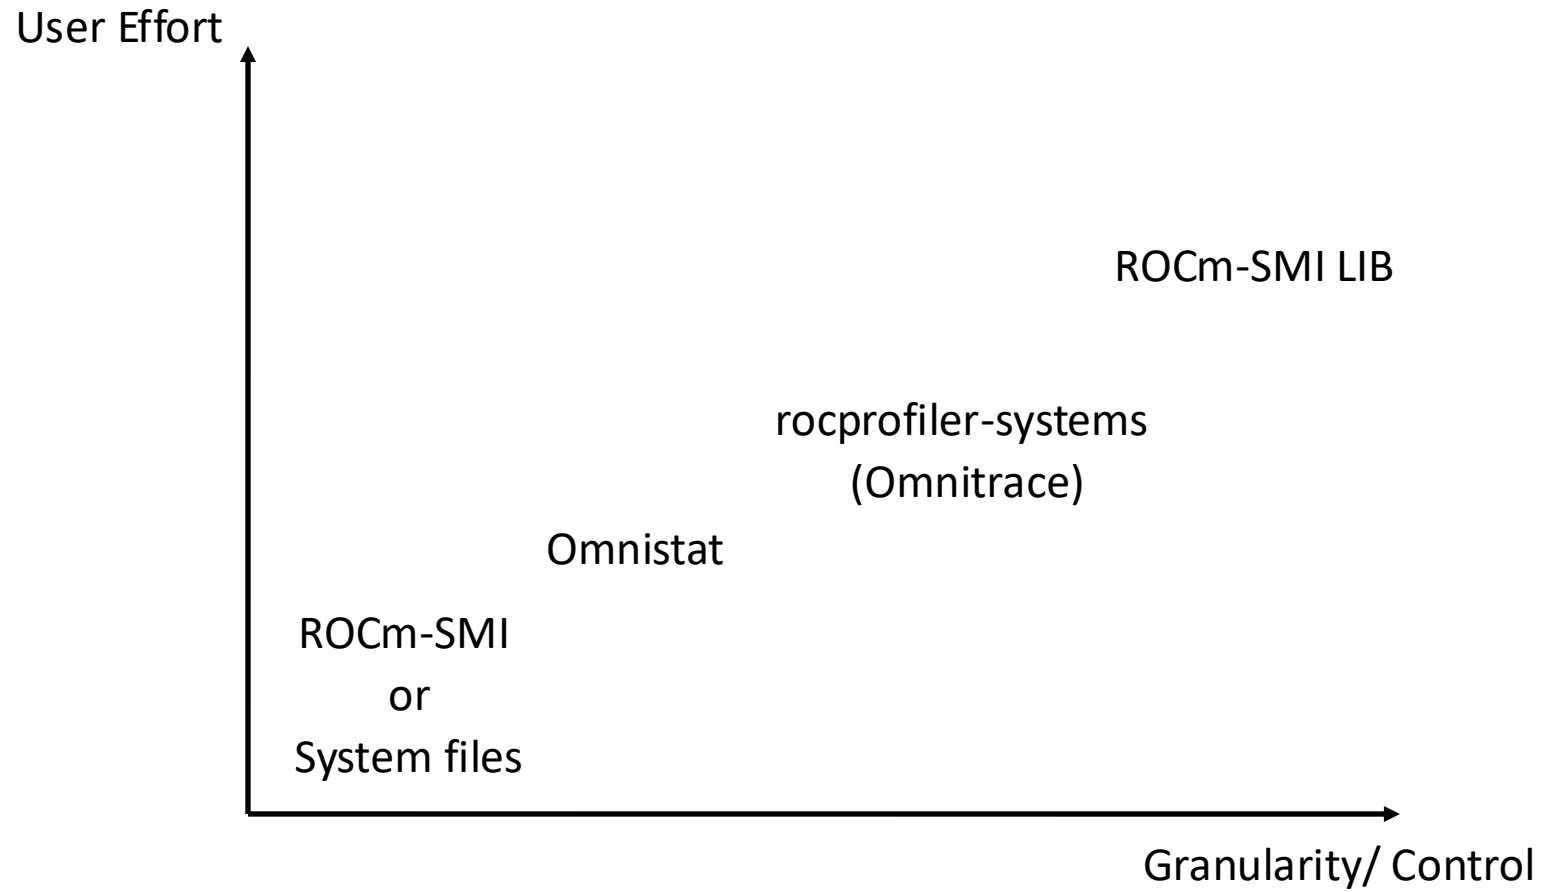 User Effort
ROCm-SMI LIB
rocprofiler-systems
(Omnitrace)
Omnistat
ROCm-SMI
or
System files
Granularity/ Control